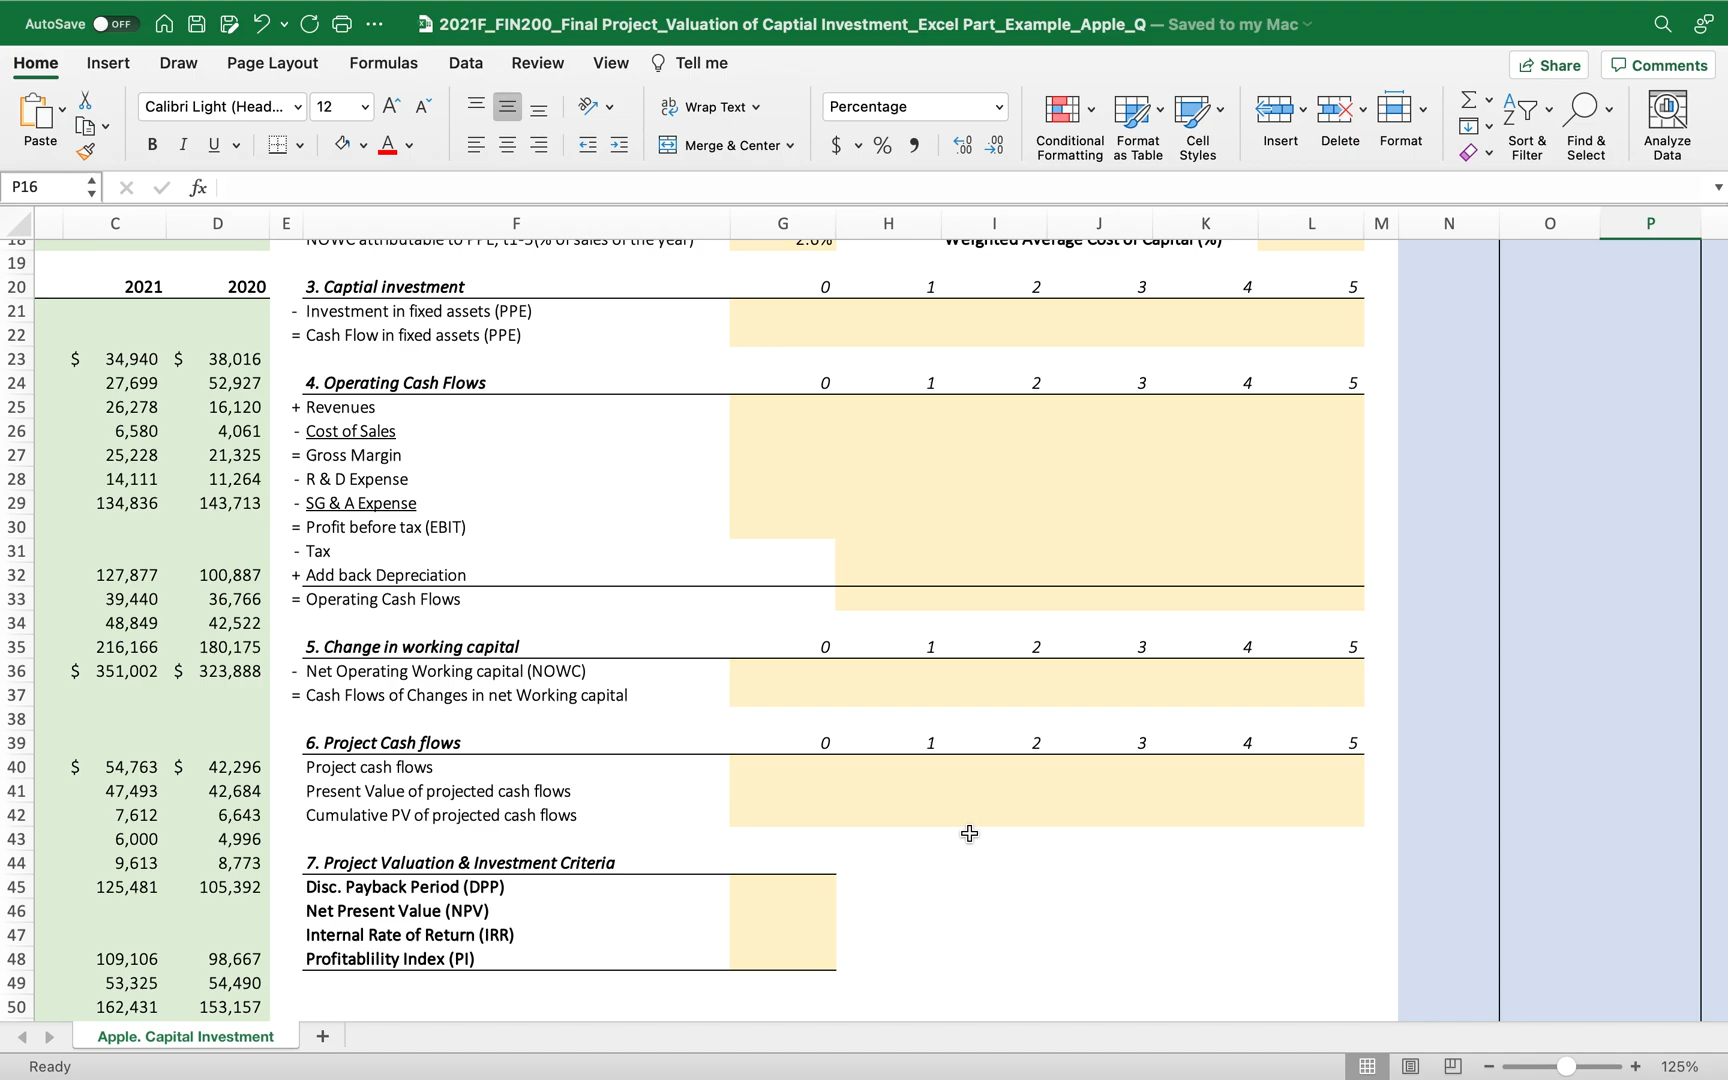 AutoSave OFF 2021F_FIN200_Final Project_Valuation of Captial Investment_Excel Part_Example_Apple_Q — Saved to my Mac
Home Insert Draw Page Layout Formulas Data Review View Tell me Share Comments
Calibri Light (Head... 12 Wrap Text Percentage
Paste B I U A Merge & Center $ % Conditional Formatting Format as Table Cell Styles Insert Delete Format Sort & Filter Find & Select Analyze Data
P16 fx
C D E F G H I J K L M N O P
18 NOWC attributable to PPE, t1-5(% of sales of the year) 2.6% Weighted Average Cost of Capital (%)
19
20 2021 2020 3. Captial investment 0 1 2 3 4 5
21 - Investment in fixed assets (PPE)
22 = Cash Flow in fixed assets (PPE)
23 $ 34,940 $ 38,016
24 27,699 52,927 4. Operating Cash Flows 0 1 2 3 4 5
25 26,278 16,120 + Revenues
26 6,580 4,061 - Cost of Sales
27 25,228 21,325 = Gross Margin
28 14,111 11,264 - R & D Expense
29 134,836 143,713 - SG & A Expense
30 = Profit before tax (EBIT)
31 - Tax
32 127,877 100,887 + Add back Depreciation
33 39,440 36,766 = Operating Cash Flows
34 48,849 42,522
35 216,166 180,175 5. Change in working capital 0 1 2 3 4 5
36 $ 351,002 $ 323,888 - Net Operating Working capital (NOWC)
37 = Cash Flows of Changes in net Working capital
38
39 6. Project Cash flows 0 1 2 3 4 5
40 $ 54,763 $ 42,296 Project cash flows
41 47,493 42,684 Present Value of projected cash flows
42 7,612 6,643 Cumulative PV of projected cash flows
43 6,000 4,996
44 9,613 8,773 7. Project Valuation & Investment Criteria
45 125,481 105,392 Disc. Payback Period (DPP)
46 Net Present Value (NPV)
47 Internal Rate of Return (IRR)
48 109,106 98,667 Profitablility Index (PI)
49 53,325 54,490
50 162,431 153,157
Apple. Capital Investment +
Ready 125%